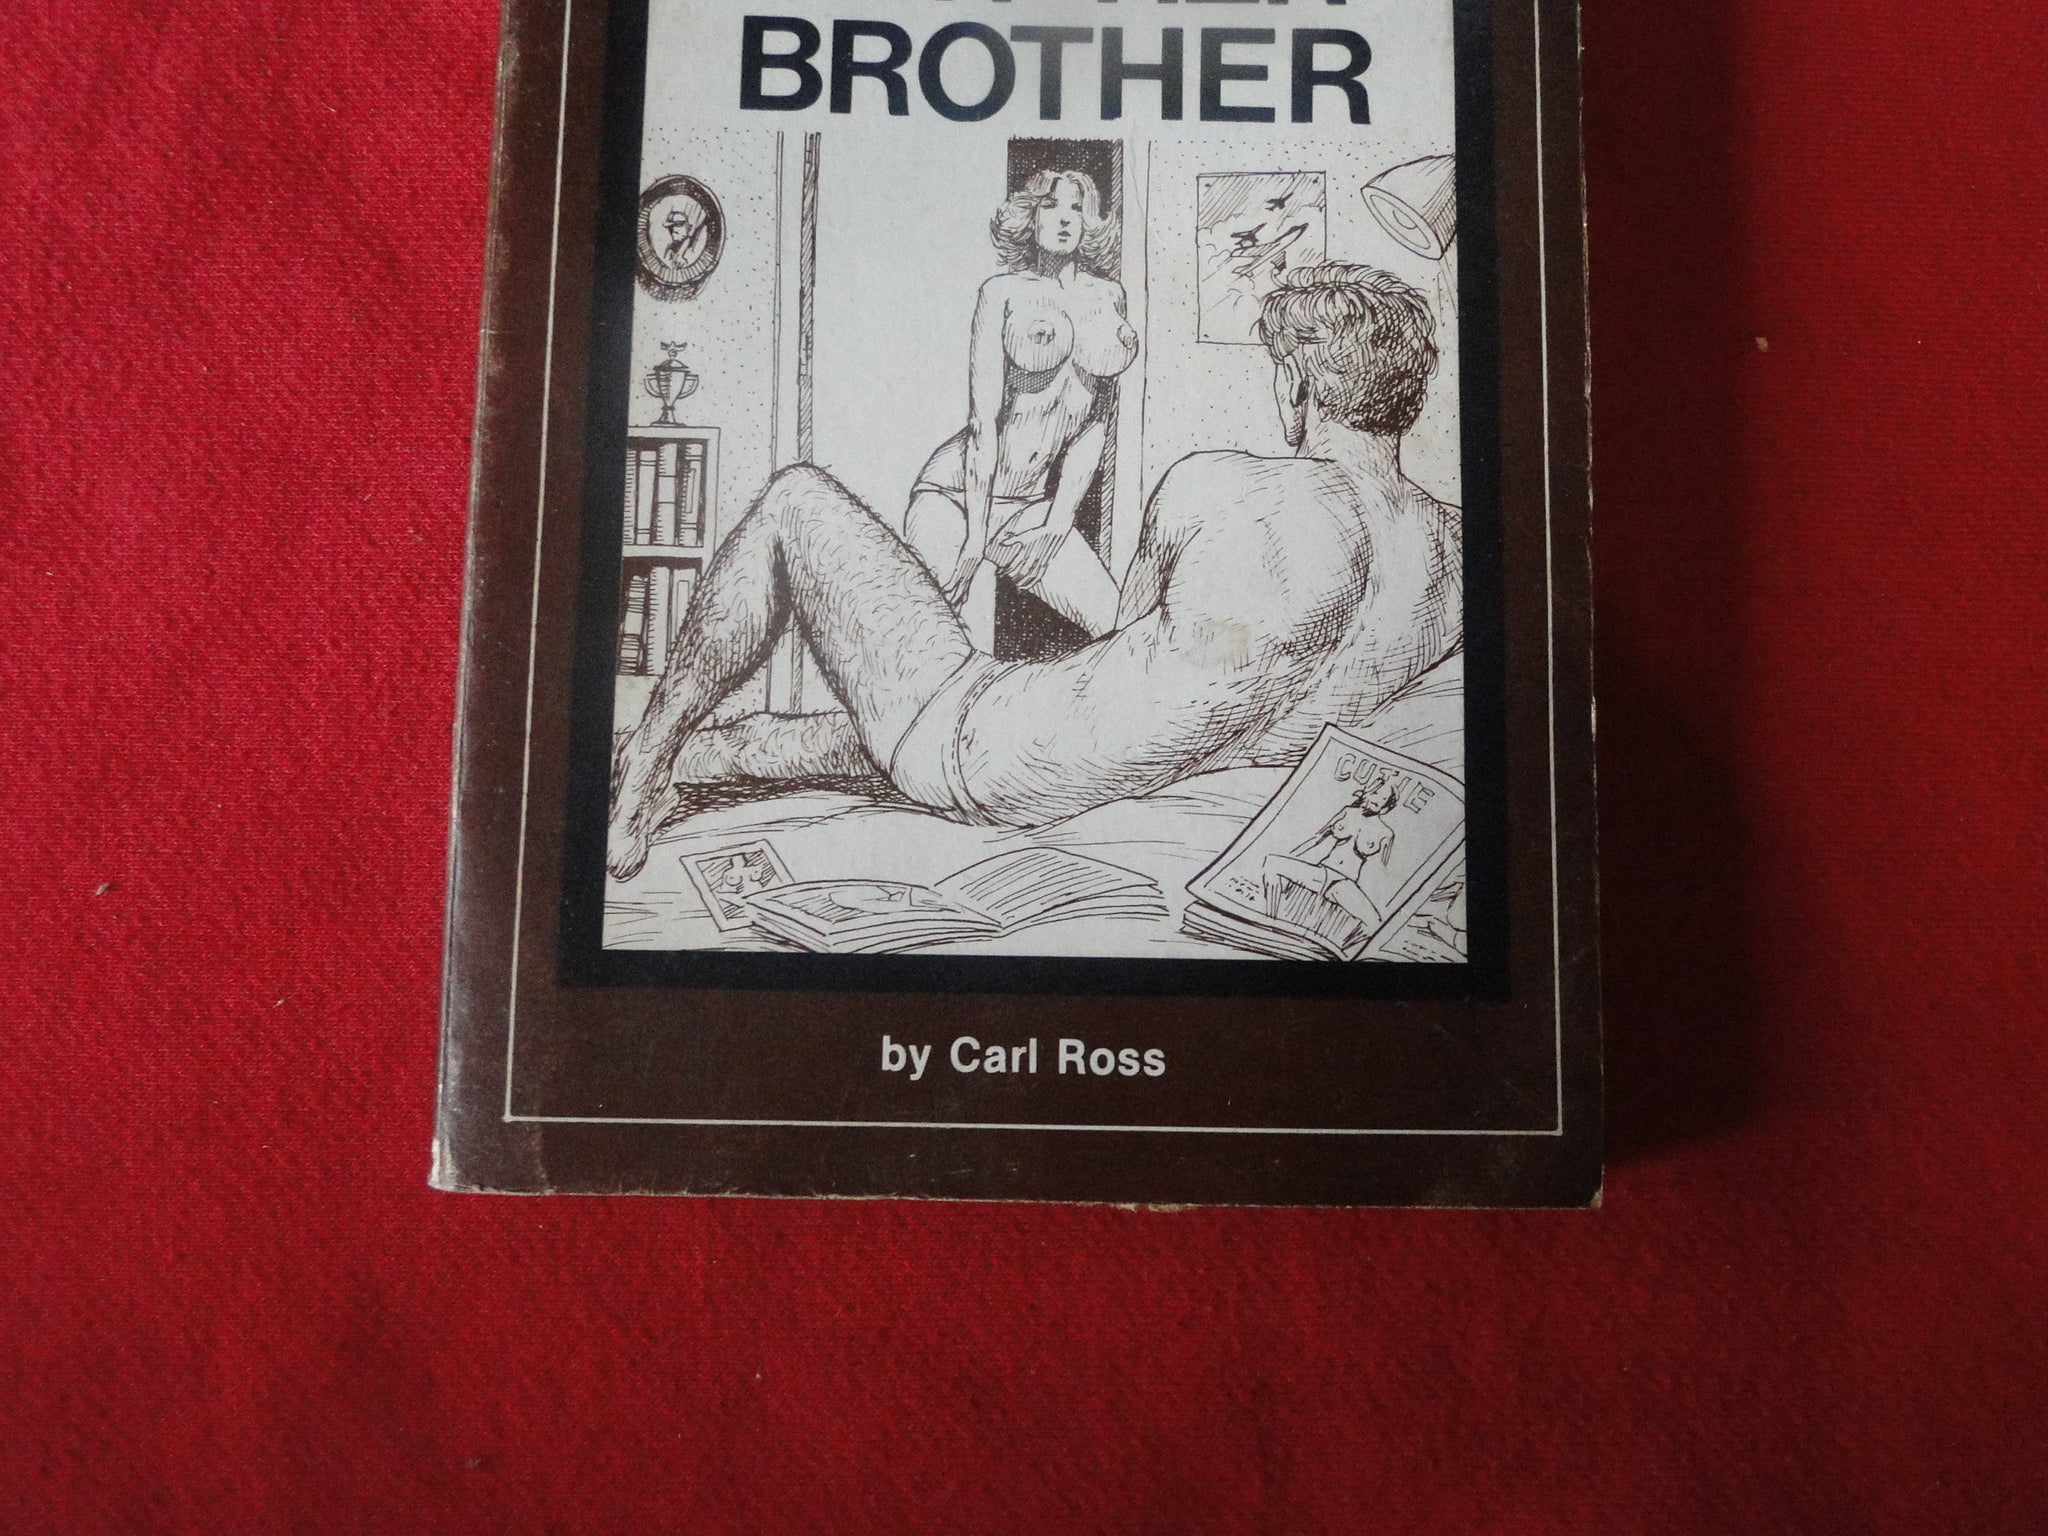 BROTHER
CUTIE
by Carl Ross